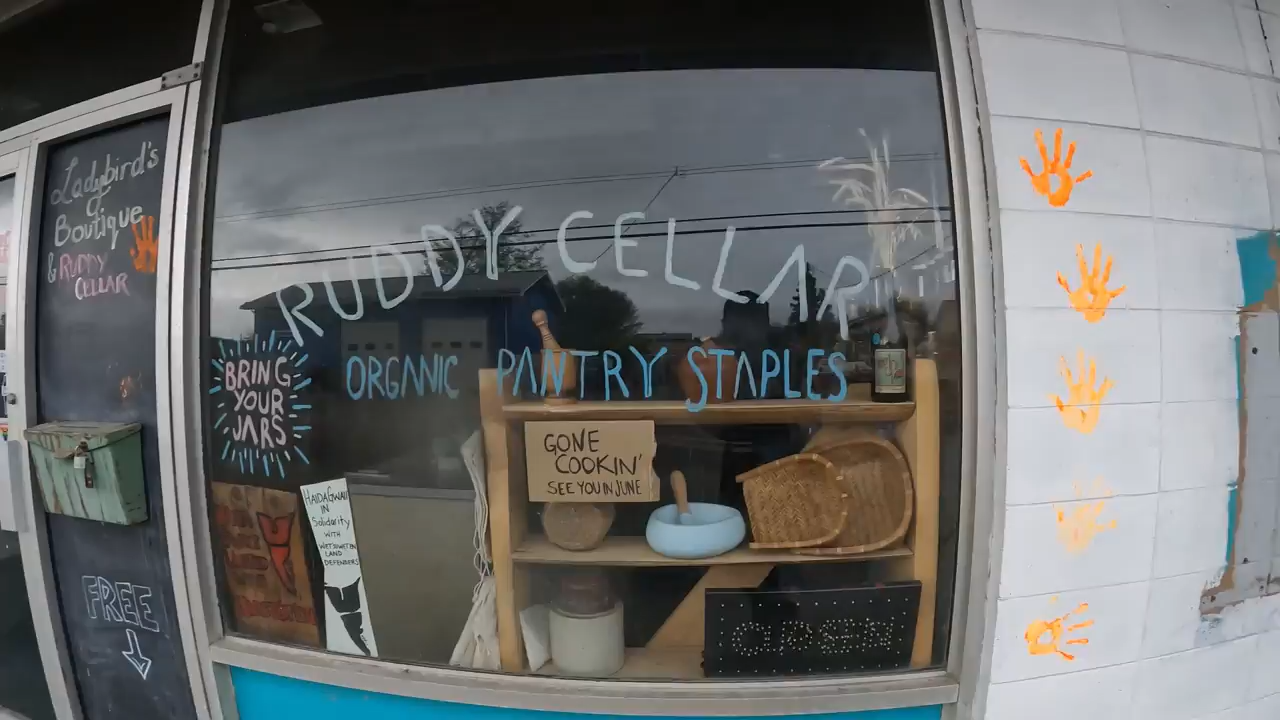 Ladybird's
Boutique
& RUDDY
CELLAR
FREE
RUDDY CELLAR
ORGANIC PANTRY STAPLES
BRING
YOUR
JARS
GONE
COOKIN'
SEE YOU IN JUNE
HAIDA GWAII
IN
Solidarity
WITH
WET'SUWET'EN
LAND
DEFENDERS